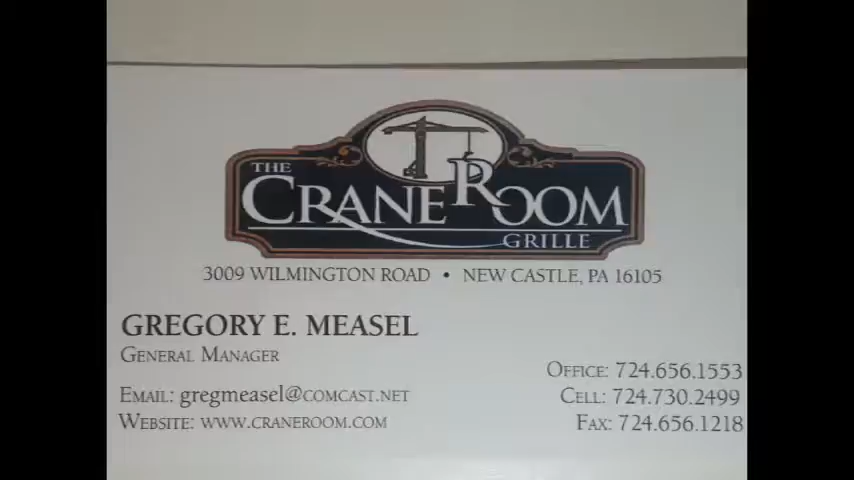 THE
CRANE ROOM
GRILLE
3009 WILMINGTON ROAD • NEW CASTLE, PA 16105
GREGORY E. MEASEL
GENERAL MANAGER
OFFICE: 724.656.1553
EMAIL: gregmeasel@COMCAST.NET
CELL: 724.730.2499
WEBSITE: WWW.CRANEROOM.COM
FAX: 724.656.1218